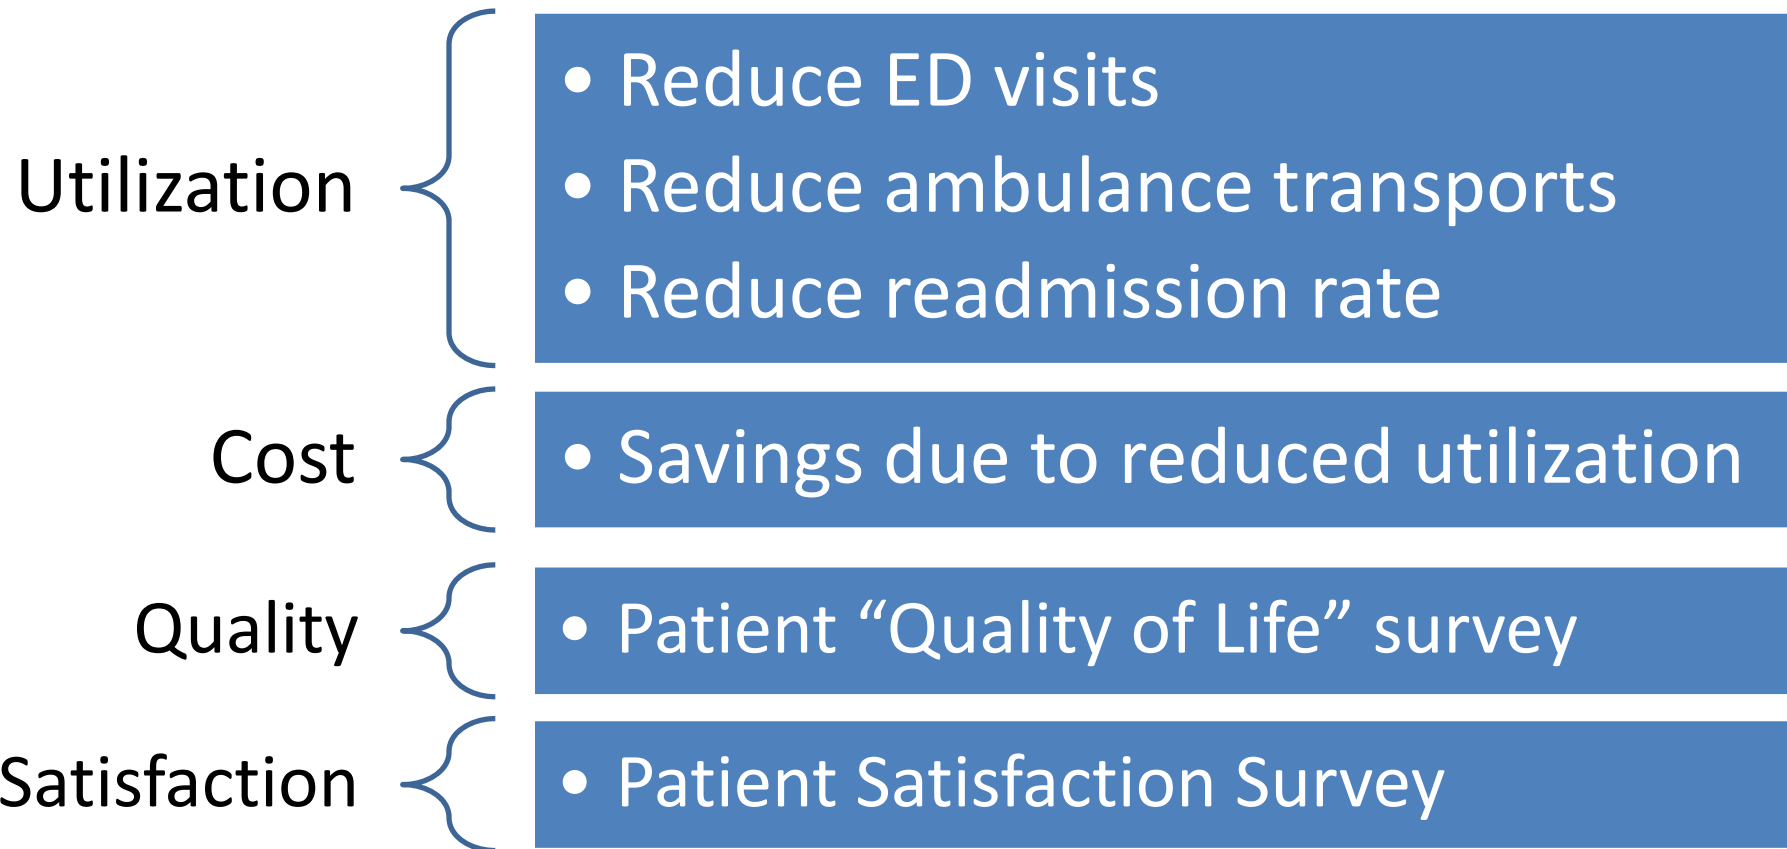 Utilization
• Reduce ED visits
• Reduce ambulance transports
• Reduce readmission rate
Cost
• Savings due to reduced utilization
Quality
• Patient “Quality of Life” survey
Satisfaction
• Patient Satisfaction Survey